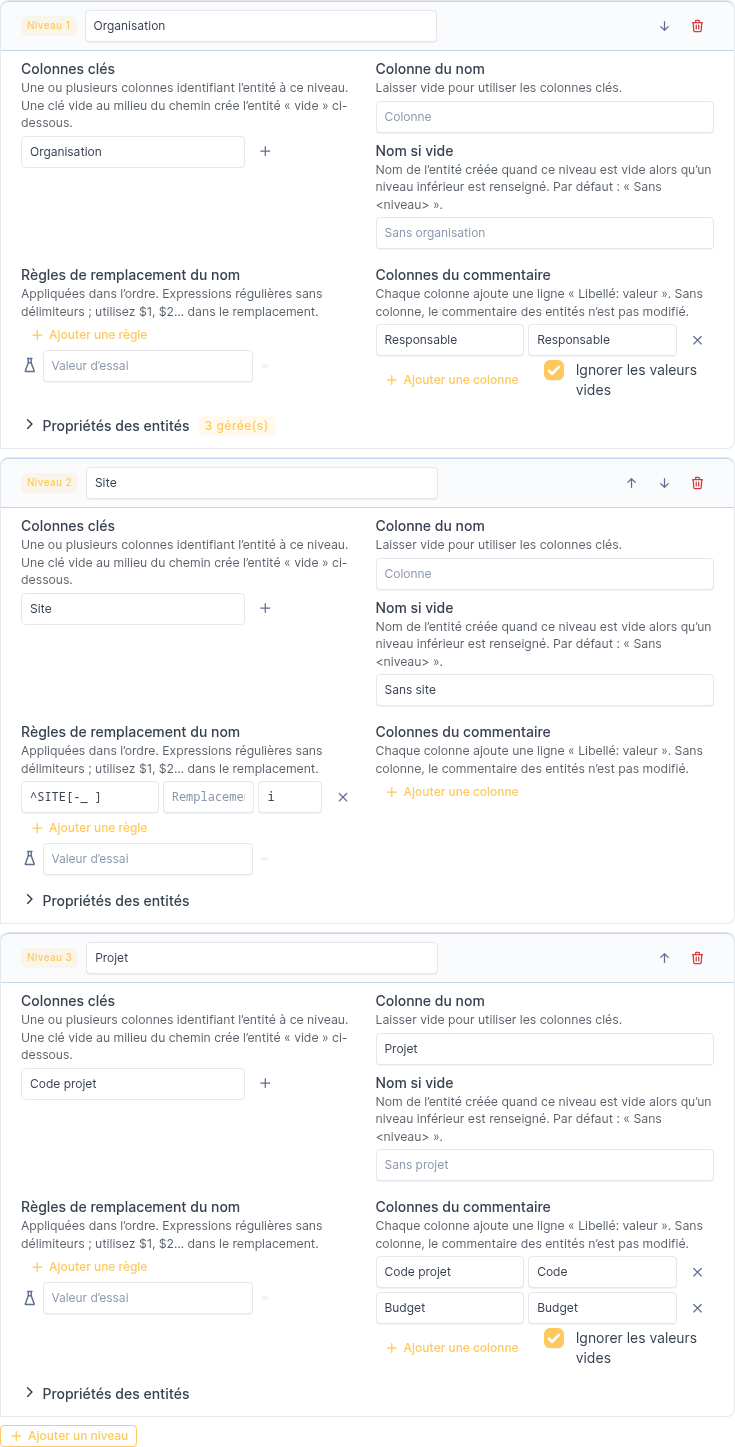 Niveau 1
Organisation
Colonnes clés
Une ou plusieurs colonnes identifiant l'entité à ce niveau.
Une clé vide au milieu du chemin crée l'entité « vide » ci-
dessous.
Organisation
Colonne du nom
Laisser vide pour utiliser les colonnes clés.
Colonne
Nom si vide
Nom de l'entité créée quand ce niveau est vide alors qu'un
niveau inférieur est renseigné. Par défaut : « Sans
<niveau> ».
Sans organisation
Règles de remplacement du nom
Appliquées dans l'ordre. Expressions régulières sans
délimiteurs ; utilisez $1, $2… dans le remplacement.
Ajouter une règle
Valeur d'essai
Colonnes du commentaire
Chaque colonne ajoute une ligne « Libellé: valeur ». Sans
colonne, le commentaire des entités n'est pas modifié.
Responsable Responsable
Ajouter une colonne
Ignorer les valeurs
vides
Propriétés des entités 3 gérée(s)
Niveau 2
Site
Colonnes clés
Une ou plusieurs colonnes identifiant l'entité à ce niveau.
Une clé vide au milieu du chemin crée l'entité « vide » ci-
dessous.
Site
Colonne du nom
Laisser vide pour utiliser les colonnes clés.
Colonne
Nom si vide
Nom de l'entité créée quand ce niveau est vide alors qu'un
niveau inférieur est renseigné. Par défaut : « Sans
<niveau> ».
Sans site
Règles de remplacement du nom
Appliquées dans l'ordre. Expressions régulières sans
délimiteurs ; utilisez $1, $2… dans le remplacement.
^SITE[-_ ] Remplaceme i
Ajouter une règle
Valeur d'essai
Colonnes du commentaire
Chaque colonne ajoute une ligne « Libellé: valeur ». Sans
colonne, le commentaire des entités n'est pas modifié.
Ajouter une colonne
Propriétés des entités
Niveau 3
Projet
Colonnes clés
Une ou plusieurs colonnes identifiant l'entité à ce niveau.
Une clé vide au milieu du chemin crée l'entité « vide » ci-
dessous.
Code projet
Colonne du nom
Laisser vide pour utiliser les colonnes clés.
Projet
Nom si vide
Nom de l'entité créée quand ce niveau est vide alors qu'un
niveau inférieur est renseigné. Par défaut : « Sans
<niveau> ».
Sans projet
Règles de remplacement du nom
Appliquées dans l'ordre. Expressions régulières sans
délimiteurs ; utilisez $1, $2… dans le remplacement.
Ajouter une règle
Valeur d'essai
Colonnes du commentaire
Chaque colonne ajoute une ligne « Libellé: valeur ». Sans
colonne, le commentaire des entités n'est pas modifié.
Code projet Code
Budget Budget
Ajouter une colonne
Ignorer les valeurs
vides
Propriétés des entités
Ajouter un niveau